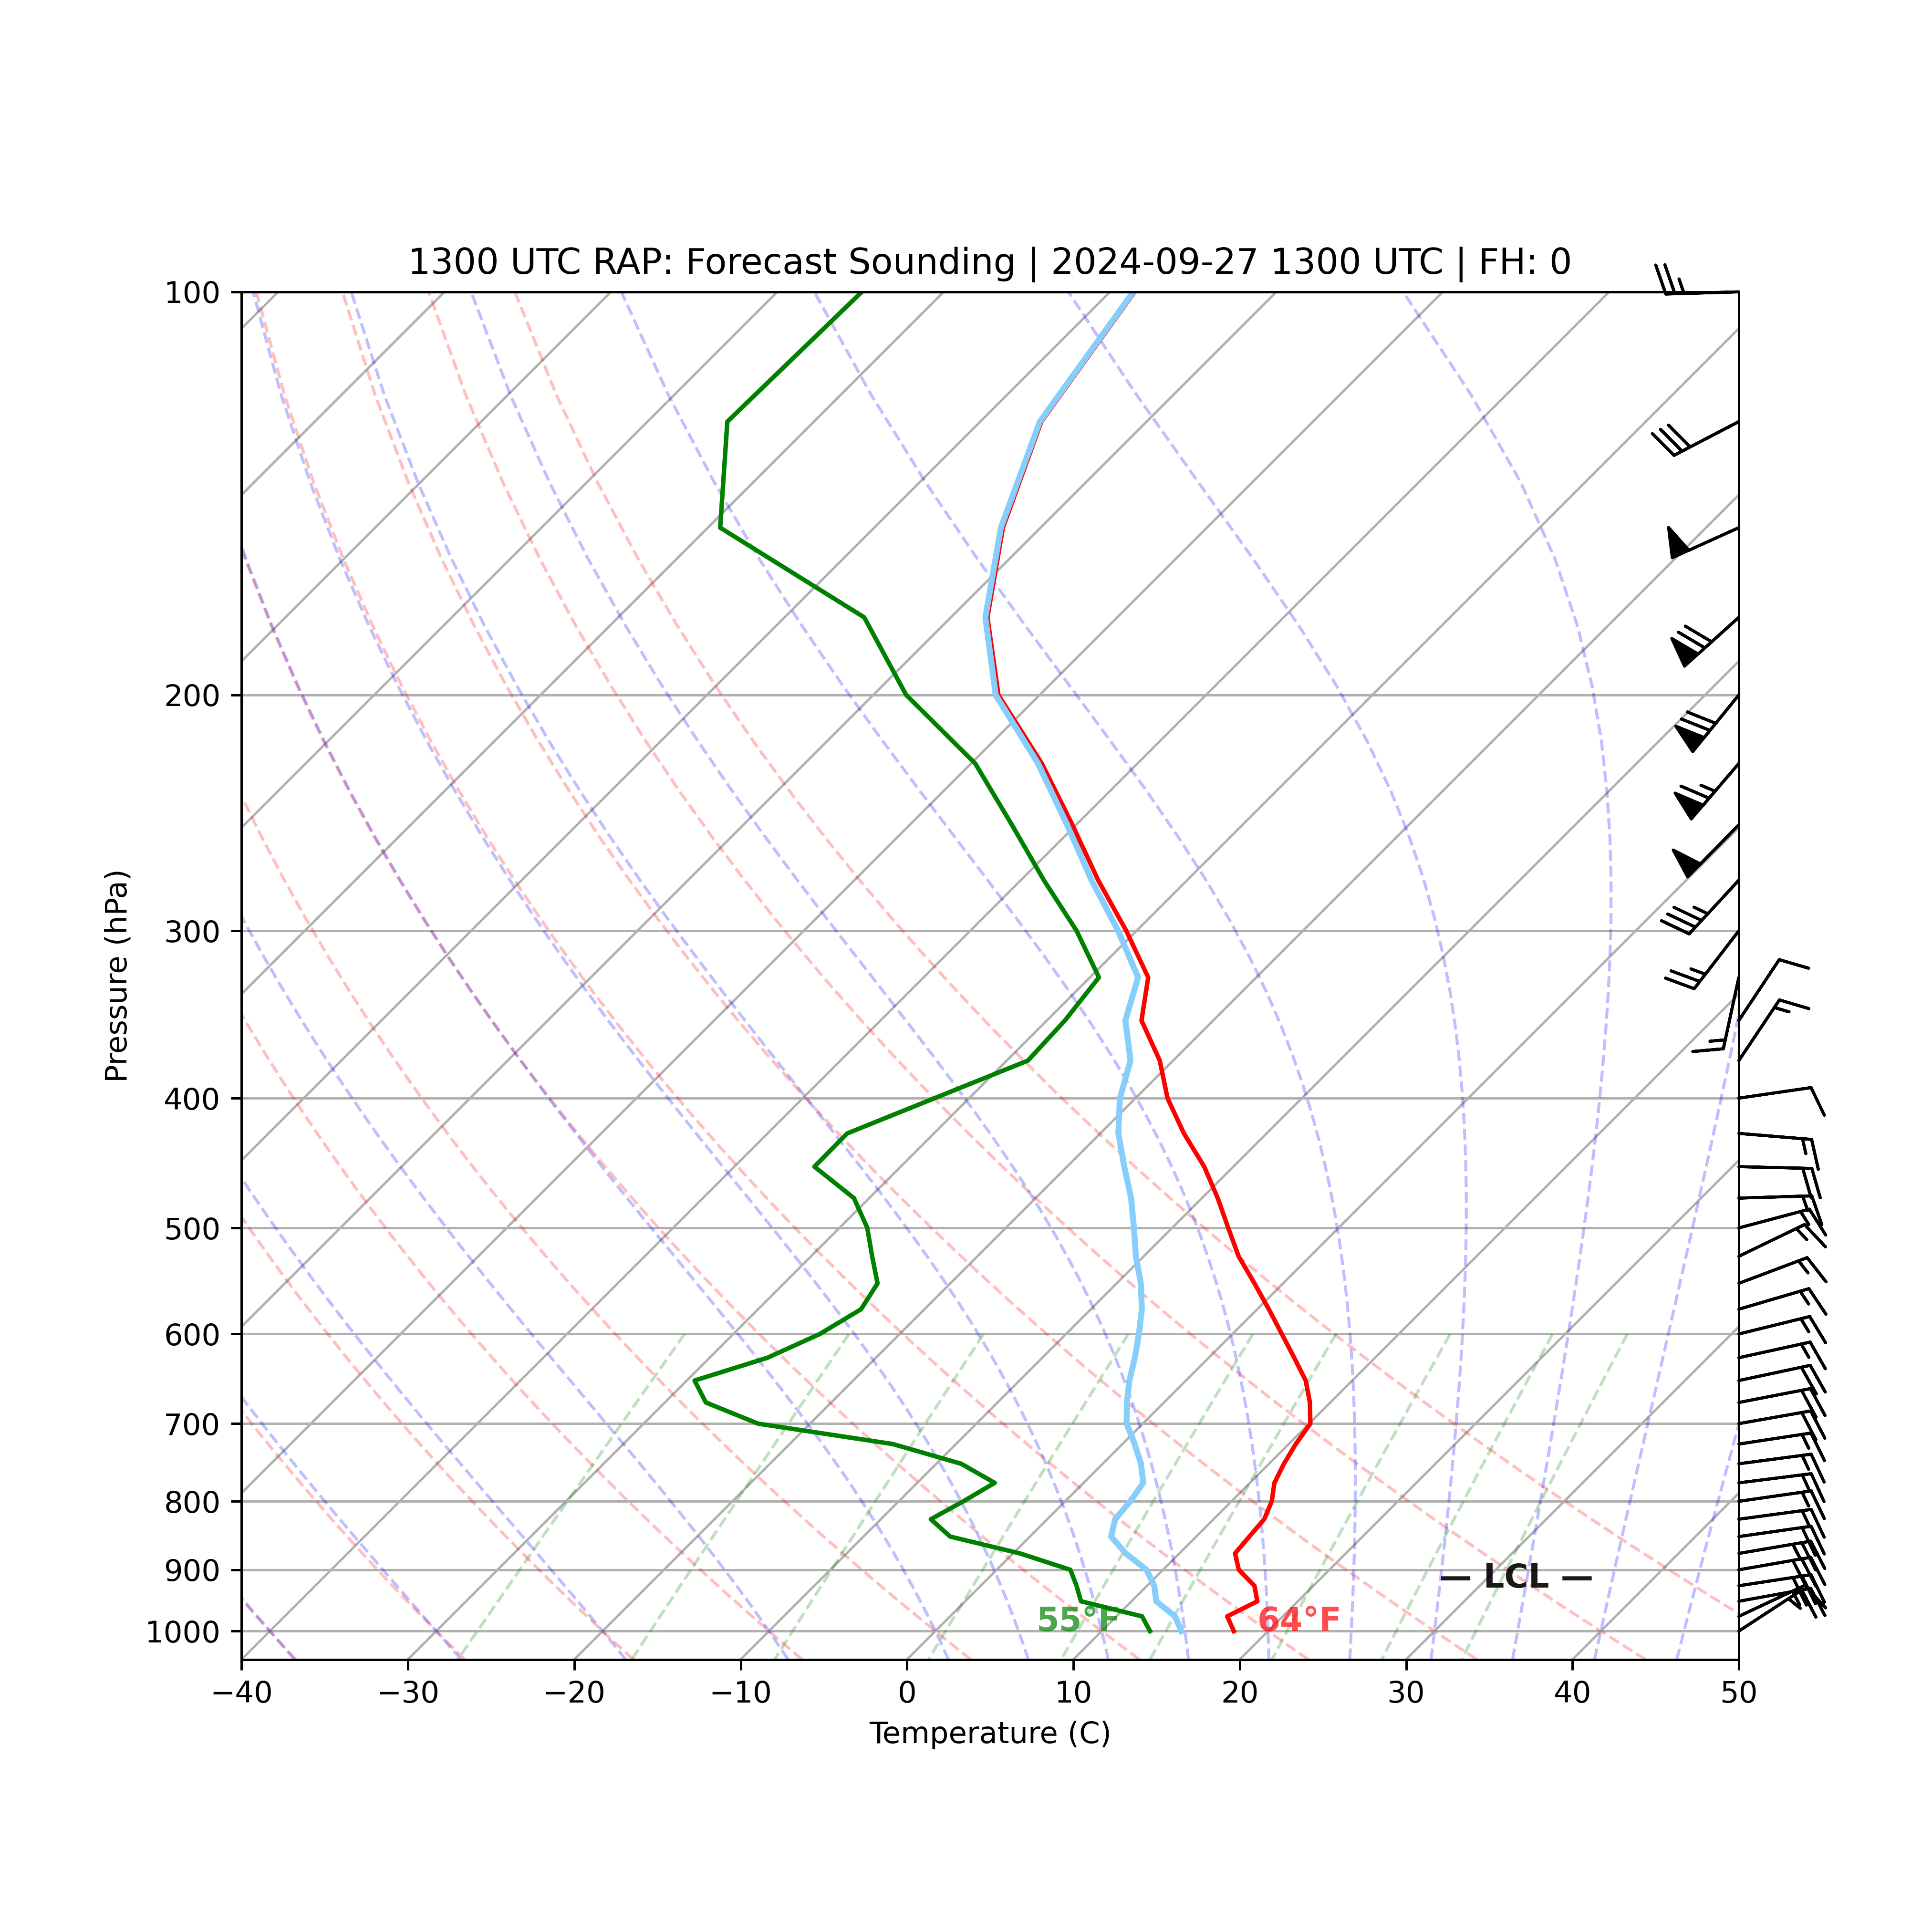 1300 UTC RAP: Forecast Sounding | 2024-09-27 1300 UTC | FH: 0
100
200
300
400
500
600
700
800
900
1000
Pressure (hPa)
— LCL —
55°F
64°F
−40 −30 −20 −10 0 10 20 30 40 50
Temperature (C)